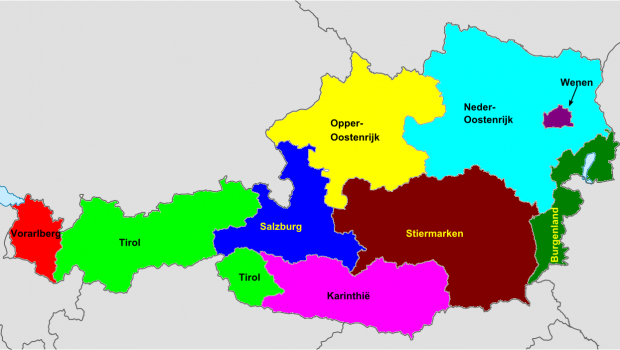 Wenen
Neder-
Oostenrijk
Opper-
Oostenrijk
Salzburg
Stiermarken
Burgenland
Vorarlberg
Tirol
Tirol
Karinthië